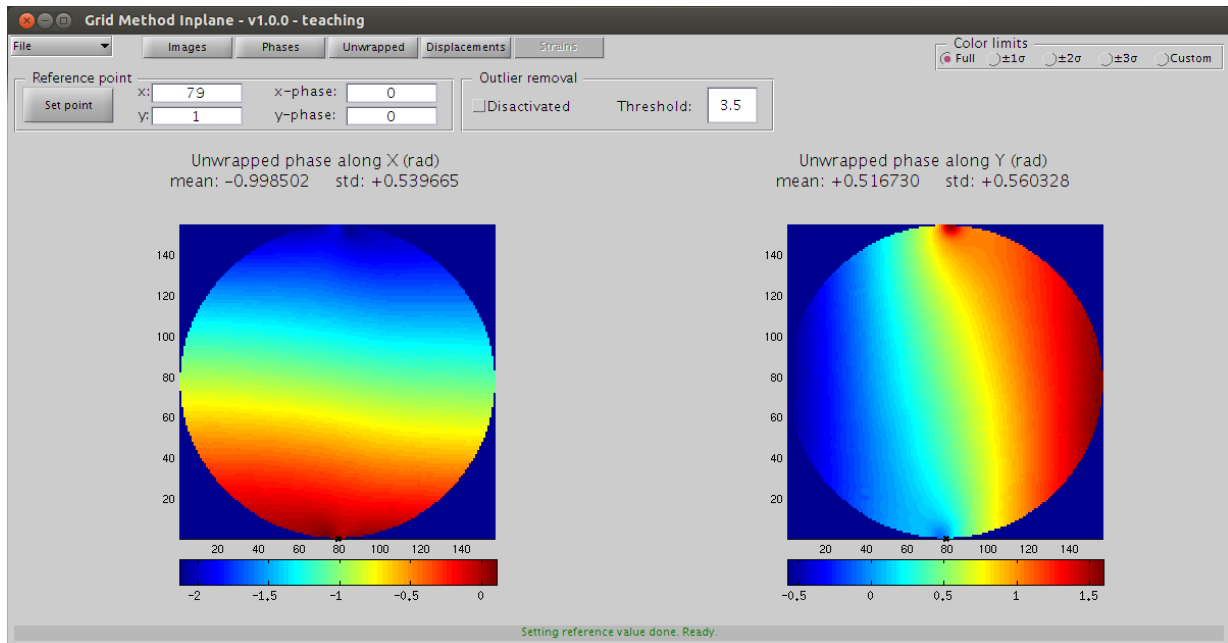 Grid Method Inplane - v1.0.0 - teaching
File Images Phases Unwrapped Displacements Strains
Color limits
Full ±1σ ±2σ ±3σ Custom
Reference point
Set point
x: 79 x-phase: 0
y: 1 y-phase: 0
Outlier removal
Disactivated Threshold: 3.5
Unwrapped phase along X (rad)
mean: -0.998502 std: +0.539665
140
120
100
80
60
40
20
20 40 60 80 100 120 140
-2 -1.5 -1 -0.5 0
Unwrapped phase along Y (rad)
mean: +0.516730 std: +0.560328
140
120
100
80
60
40
20
20 40 60 80 100 120 140
-0.5 0 0.5 1 1.5
Setting reference value done. Ready.